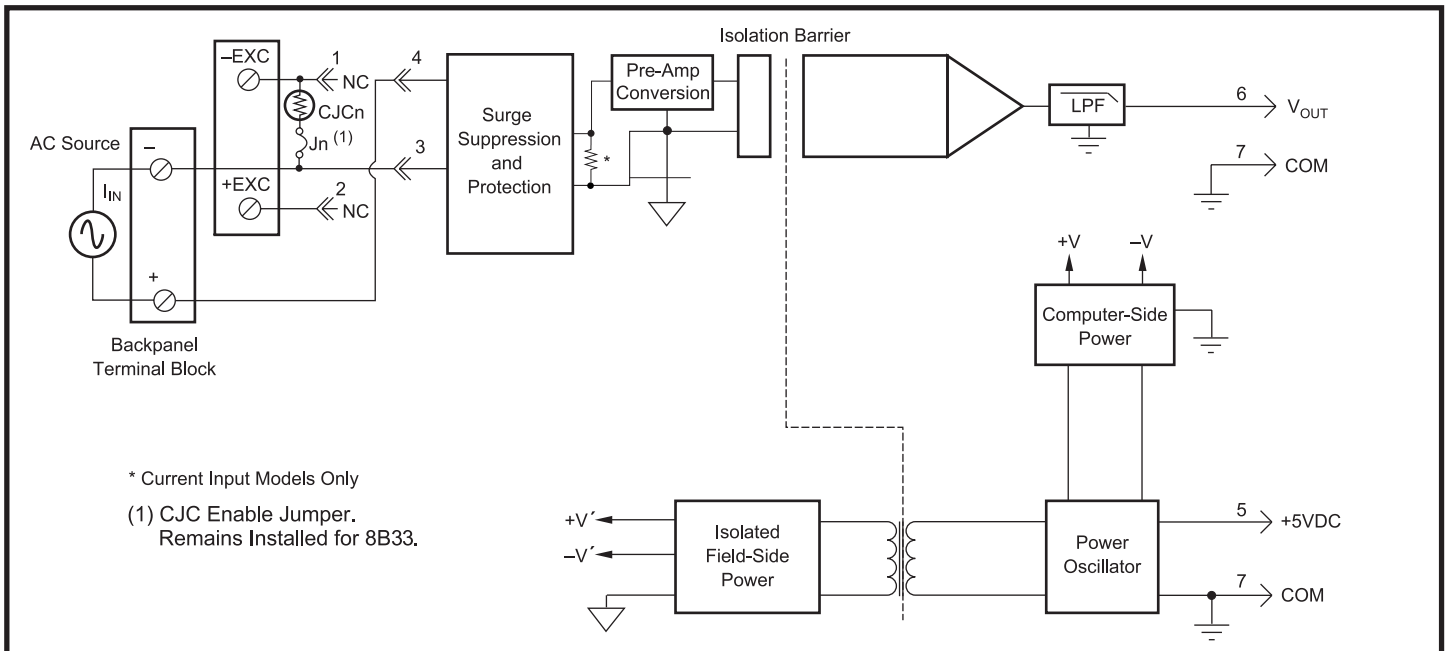 Isolation Barrier
–EXC
1
NC
4
CJCn
Jn (1)
Surge
Suppression
and
Protection
Pre-Amp
Conversion
*
LPF
6
VOUT
7
COM
AC Source
–
IIN
3
+EXC
2
NC
+
Backpanel
Terminal Block
+V
–V
Computer-Side
Power
* Current Input Models Only
(1) CJC Enable Jumper.
Remains Installed for 8B33.
+V´
–V´
Isolated
Field-Side
Power
Power
Oscillator
5
+5VDC
7
COM